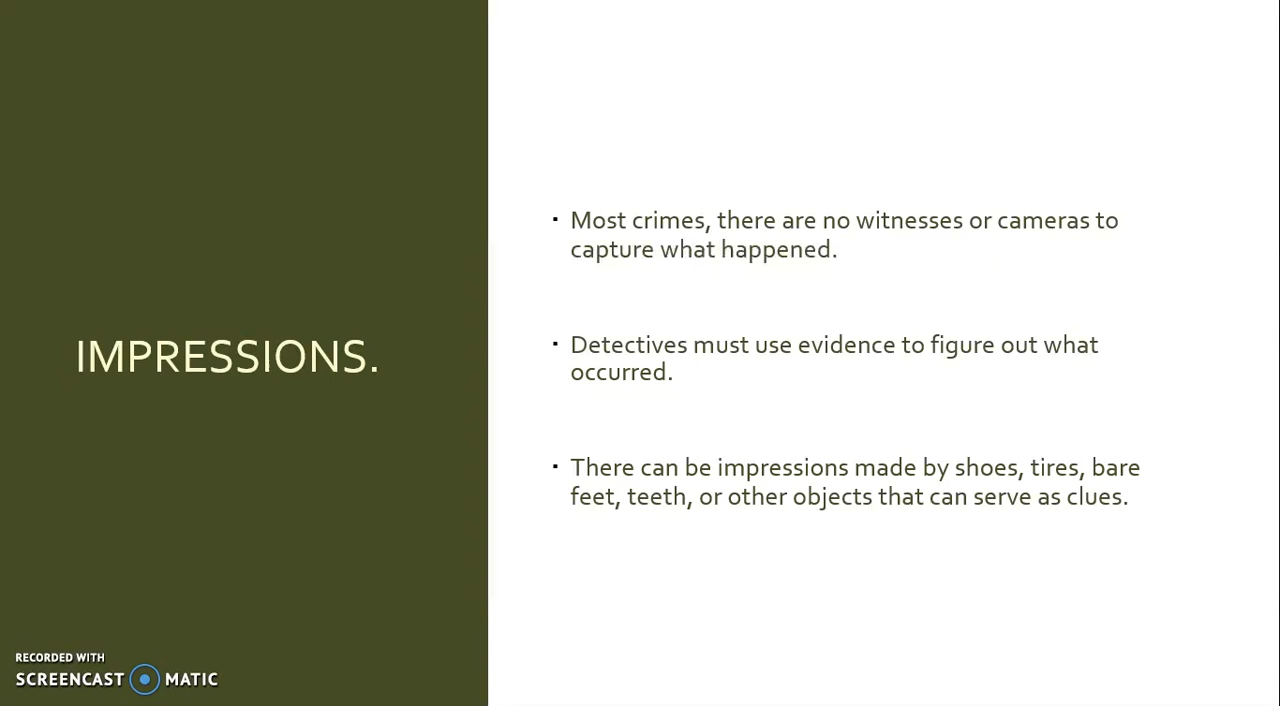 IMPRESSIONS.
▪ Most crimes, there are no witnesses or cameras to
capture what happened.
▪ Detectives must use evidence to figure out what
occurred.
▪ There can be impressions made by shoes, tires, bare
feet, teeth, or other objects that can serve as clues.
RECORDED WITH
SCREENCAST MATIC